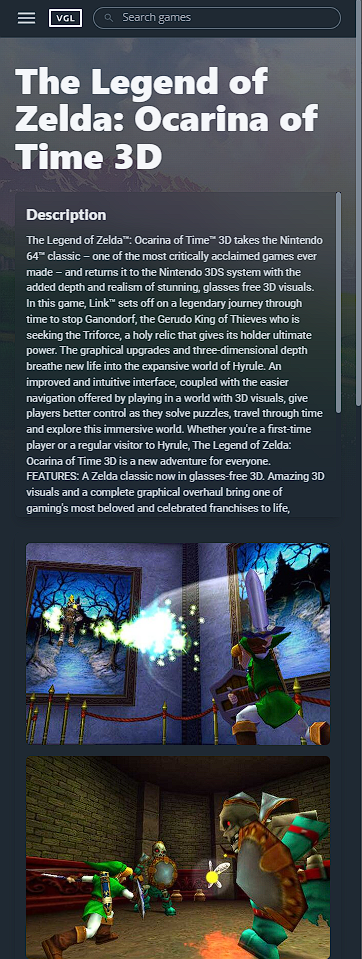 VGL
Search games
The Legend of
Zelda: Ocarina of
Time 3D
Description
The Legend of Zelda™: Ocarina of Time™ 3D takes the Nintendo
64™ classic – one of the most critically acclaimed games ever
made – and returns it to the Nintendo 3DS system with the
added depth and realism of stunning, glasses free 3D visuals.
In this game, Link™ sets off on a legendary journey through
time to stop Ganondorf, the Gerudo King of Thieves who is
seeking the Triforce, a holy relic that gives its holder ultimate
power. The graphical upgrades and three-dimensional depth
breathe new life into the expansive world of Hyrule. An
improved and intuitive interface, coupled with the easier
navigation offered by playing in a world with 3D visuals, give
players better control as they solve puzzles, travel through time
and explore this immersive world. Whether you're a first-time
player or a regular visitor to Hyrule, The Legend of Zelda:
Ocarina of Time 3D is a new adventure for everyone.
FEATURES: A Zelda classic now in glasses-free 3D. Amazing 3D
visuals and a complete graphical overhaul bring one of
gaming's most beloved and celebrated franchises to life,